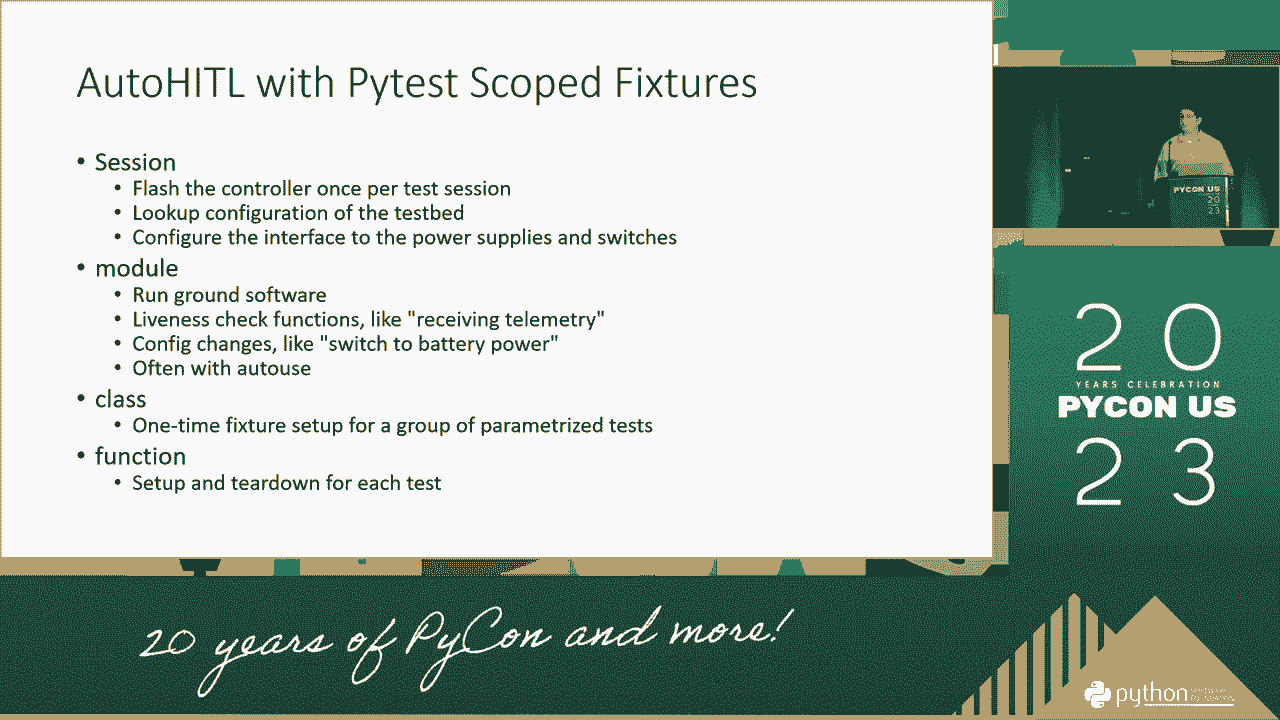 AutoHITL with Pytest Scoped Fixtures
• Session
• Flash the controller once per test session
• Lookup configuration of the testbed
• Configure the interface to the power supplies and switches
• module
• Run ground software
• Liveness check functions, like "receiving telemetry"
• Config changes, like "switch to battery power"
• Often with autouse
• class
• One-time fixture setup for a group of parametrized tests
• function
• Setup and teardown for each test
PYCON US
20
23
20
YEARS CELEBRATION
PYCON US
23
20 years of PyCon and more!
python